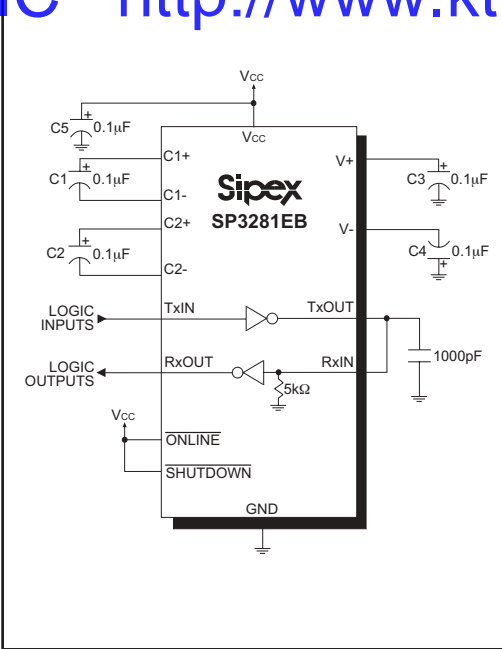 IC http://www.kt
VCC
C5 + 0.1µF
VCC
C1+
C1 + 0.1µF
C1-
C2+
C2 + 0.1µF
C2-
Sipex
SP3281EB
V+
C3 + 0.1µF
V-
C4 0.1µF +
LOGIC
INPUTS
TxIN
TxOUT
LOGIC
OUTPUTS
RxOUT
RxIN
1000pF
5kΩ
VCC
ONLINE
SHUTDOWN
GND